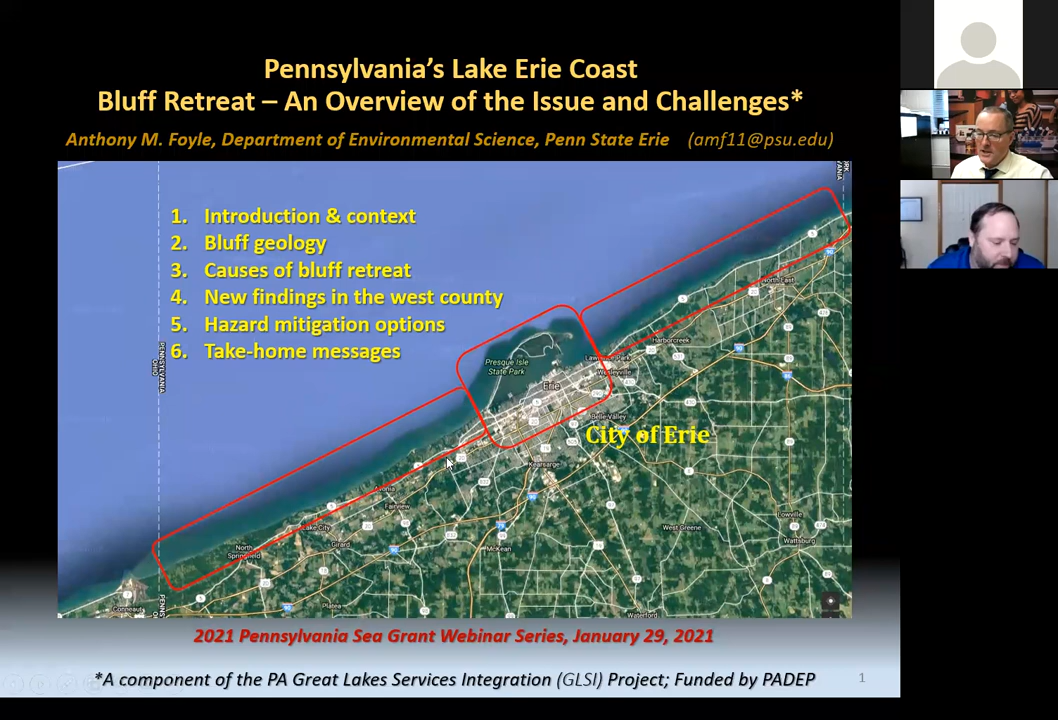 Pennsylvania's Lake Erie Coast
Bluff Retreat – An Overview of the Issue and Challenges*
Anthony M. Foyle, Department of Environmental Science, Penn State Erie (amf11@psu.edu)
1. Introduction & context
2. Bluff geology
3. Causes of bluff retreat
4. New findings in the west county
5. Hazard mitigation options
6. Take-home messages
PENNSYLVANIA
OHIO
North East
Harborcreek
Lawrence Park
Wesleyville
Presque Isle
State Park
Erie
Belle Valley
City of Erie
Kearsarge
Avonia
Fairview
Lake City
Girard
North
Springfield
McKean
West Greene
Lowville
Wattsburg
Platea
Conneaut
Waterford
2021 Pennsylvania Sea Grant Webinar Series, January 29, 2021
*A component of the PA Great Lakes Services Integration (GLSI) Project; Funded by PADEP
1